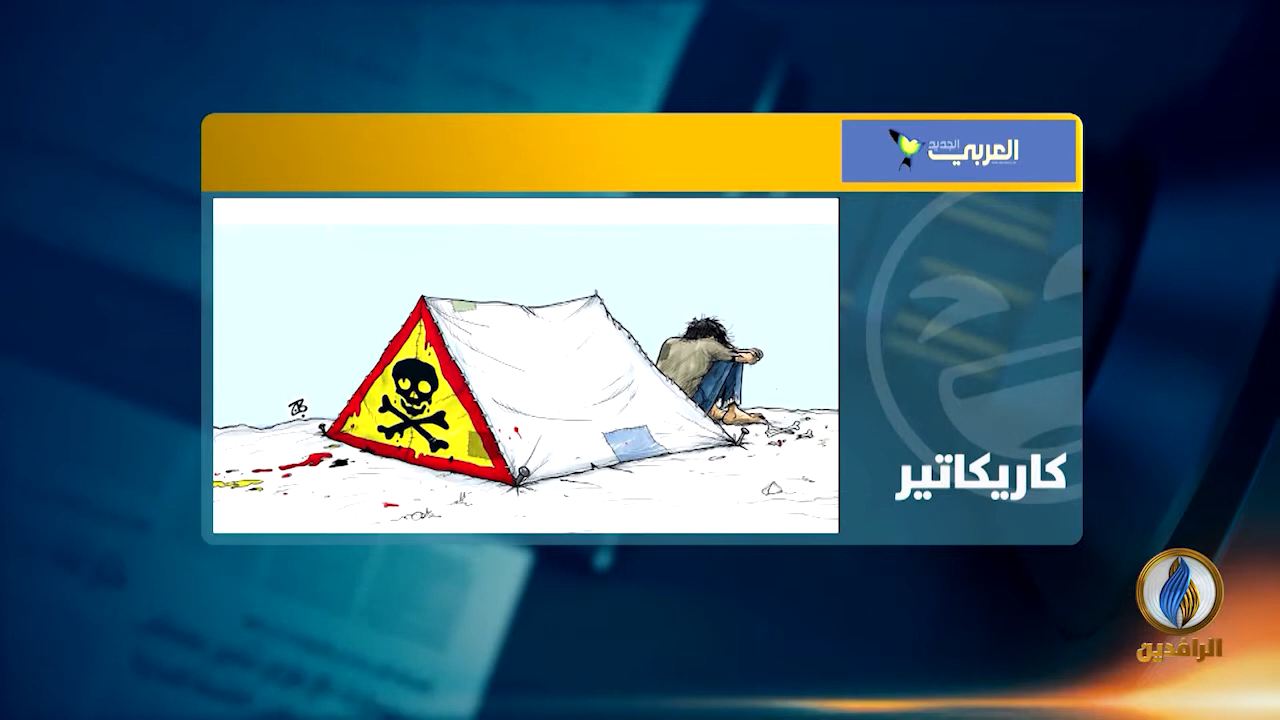 العربي الجديد
كاريكاتير
الرافدين